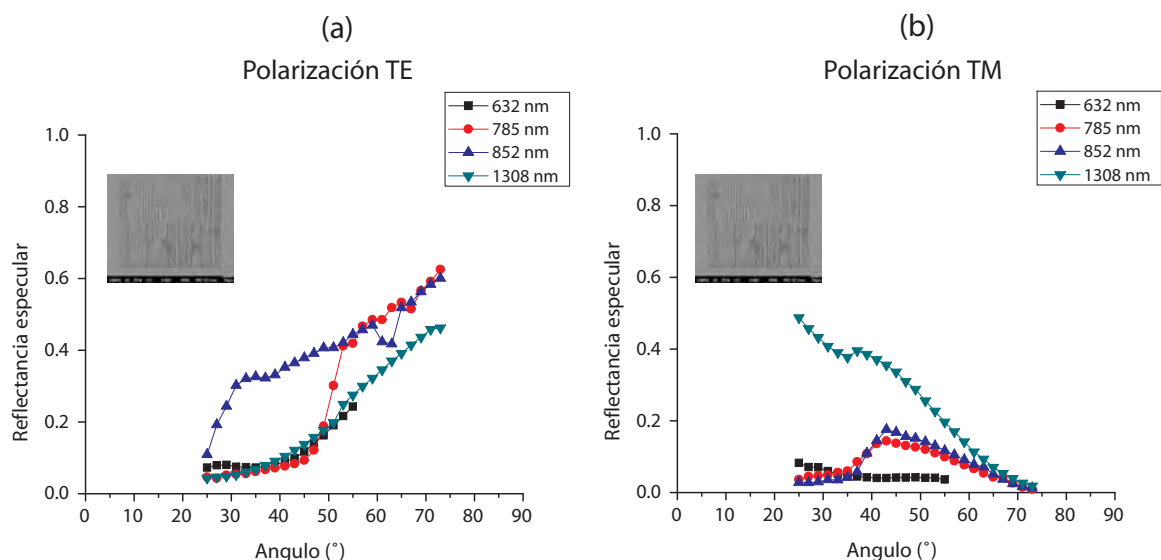 (a)
Polarización TE
632 nm
785 nm
852 nm
1308 nm
Reflectancia especular
1.0
0.8
0.6
0.4
0.2
0.0
0 10 20 30 40 50 60 70 80 90
Angulo (˚)
(b)
Polarización TM
632 nm
785 nm
852 nm
1308 nm
Reflectancia especular
1.0
0.8
0.6
0.4
0.2
0.0
0 10 20 30 40 50 60 70 80 90
Angulo (˚)